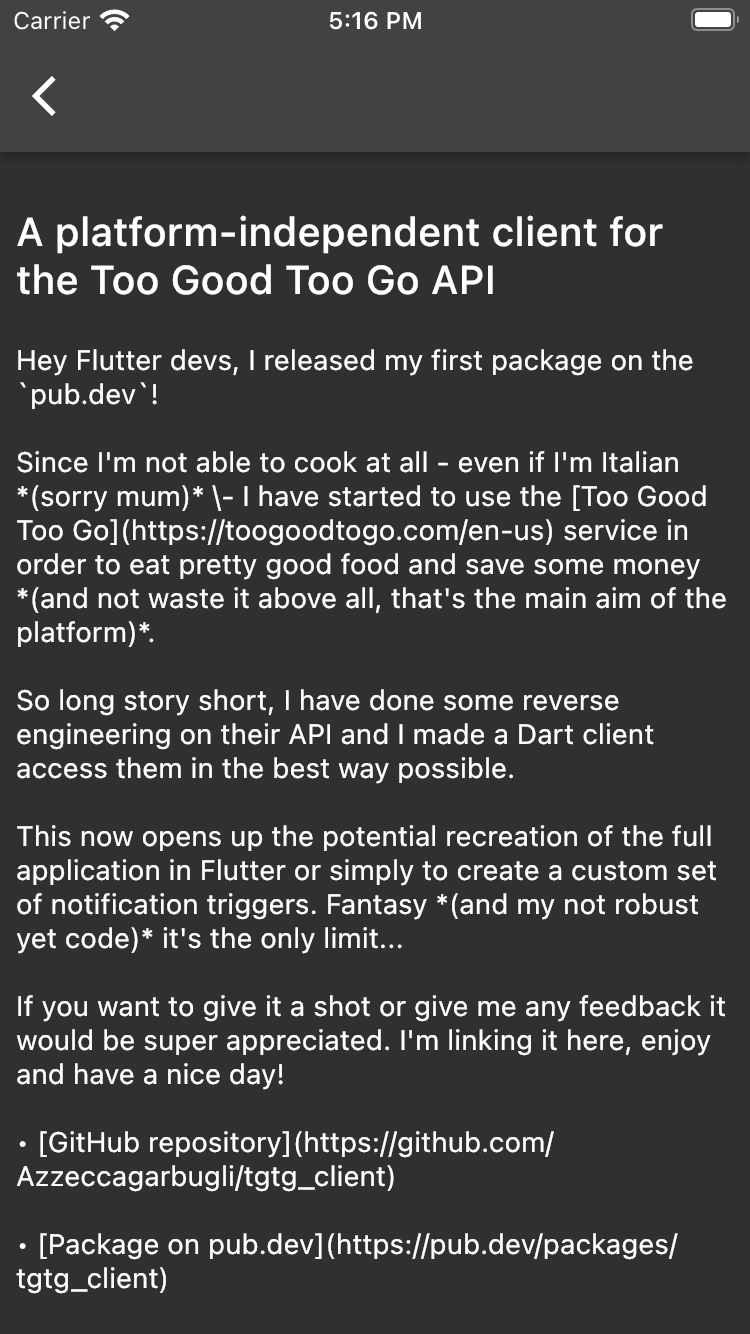 Carrier
5:16 PM
A platform-independent client for
the Too Good Too Go API
Hey Flutter devs, I released my first package on the
`pub.dev`!
Since I'm not able to cook at all - even if I'm Italian
*(sorry mum)* \- I have started to use the [Too Good
Too Go](https://toogoodtogo.com/en-us) service in
order to eat pretty good food and save some money
*(and not waste it above all, that's the main aim of the
platform)*.
So long story short, I have done some reverse
engineering on their API and I made a Dart client
access them in the best way possible.
This now opens up the potential recreation of the full
application in Flutter or simply to create a custom set
of notification triggers. Fantasy *(and my not robust
yet code)* it's the only limit...
If you want to give it a shot or give me any feedback it
would be super appreciated. I'm linking it here, enjoy
and have a nice day!
• [GitHub repository](https://github.com/
Azzeccagarbugli/tgtg_client)
• [Package on pub.dev](https://pub.dev/packages/
tgtg_client)